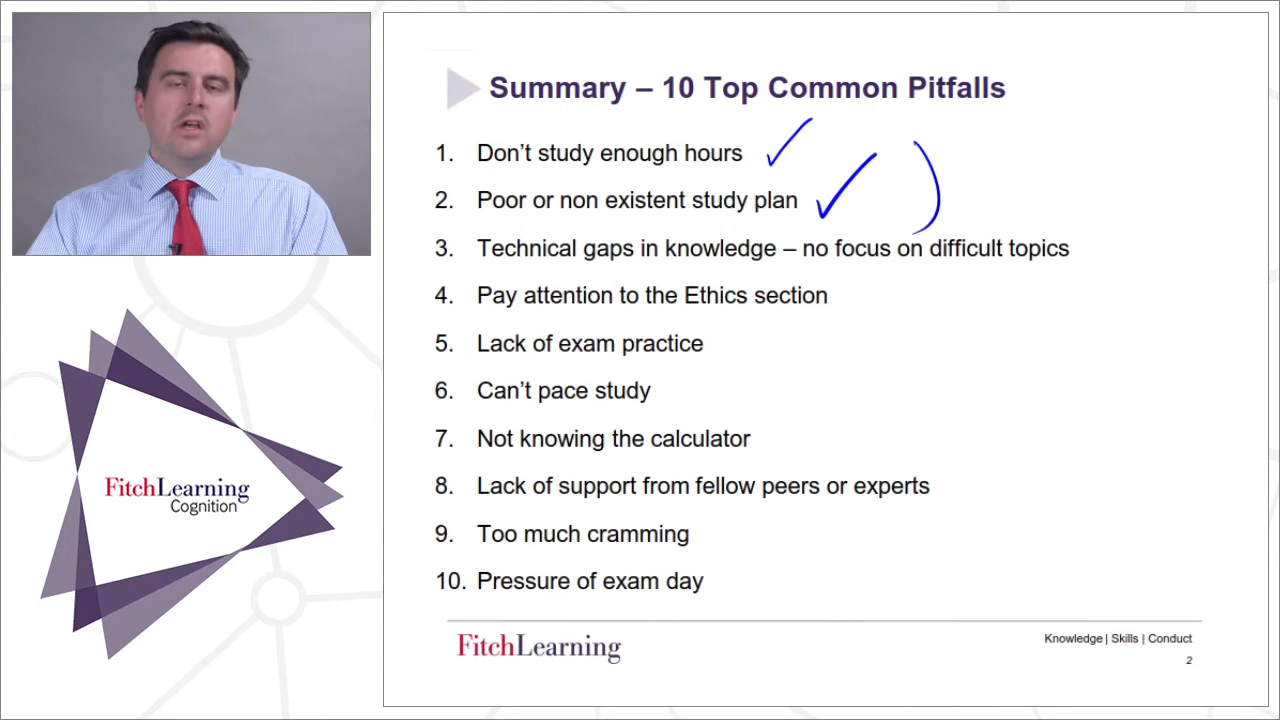 Summary – 10 Top Common Pitfalls
1. Don't study enough hours
2. Poor or non existent study plan
3. Technical gaps in knowledge – no focus on difficult topics
4. Pay attention to the Ethics section
5. Lack of exam practice
6. Can't pace study
7. Not knowing the calculator
8. Lack of support from fellow peers or experts
9. Too much cramming
10. Pressure of exam day
FitchLearning
Cognition
FitchLearning
Knowledge | Skills | Conduct
2